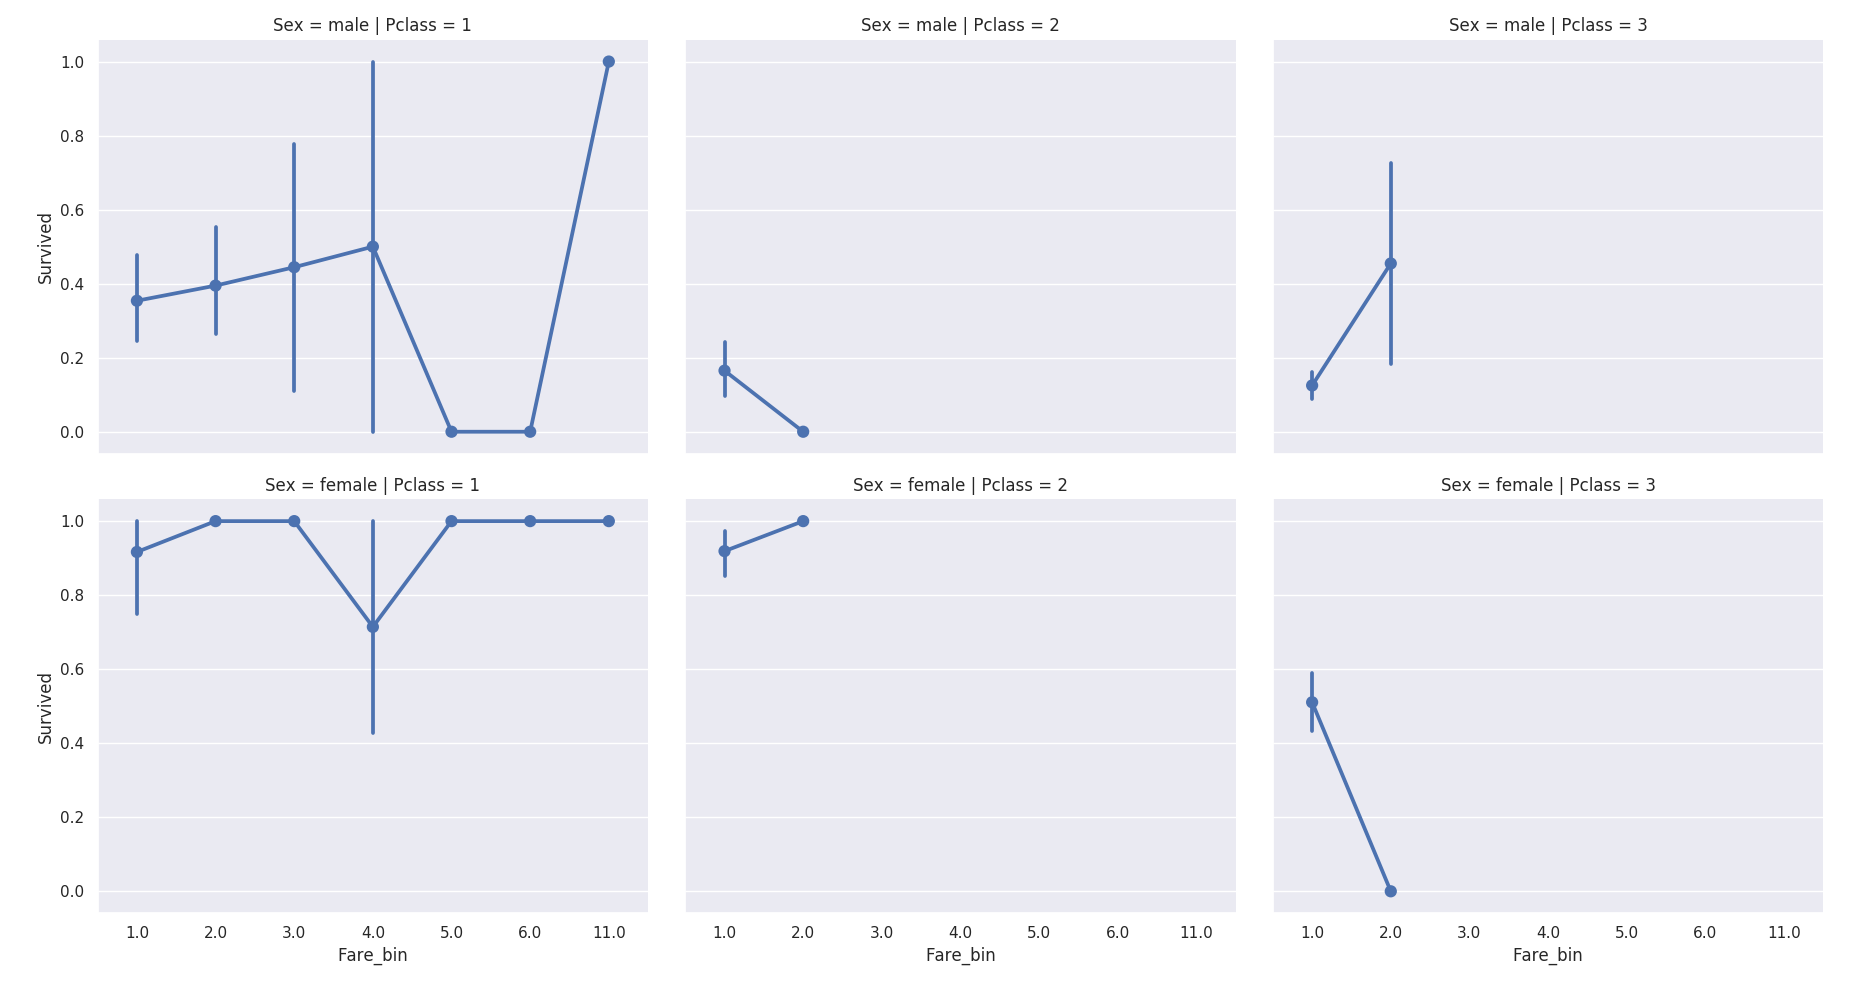 Sex = male | Pclass = 1
Sex = male | Pclass = 2
Sex = male | Pclass = 3
1.0
0.8
0.6
0.4
0.2
0.0
Survived
Sex = female | Pclass = 1
Sex = female | Pclass = 2
Sex = female | Pclass = 3
1.0
0.8
0.6
0.4
0.2
0.0
Survived
1.0 2.0 3.0 4.0 5.0 6.0 11.0
1.0 2.0 3.0 4.0 5.0 6.0 11.0
1.0 2.0 3.0 4.0 5.0 6.0 11.0
Fare_bin
Fare_bin
Fare_bin